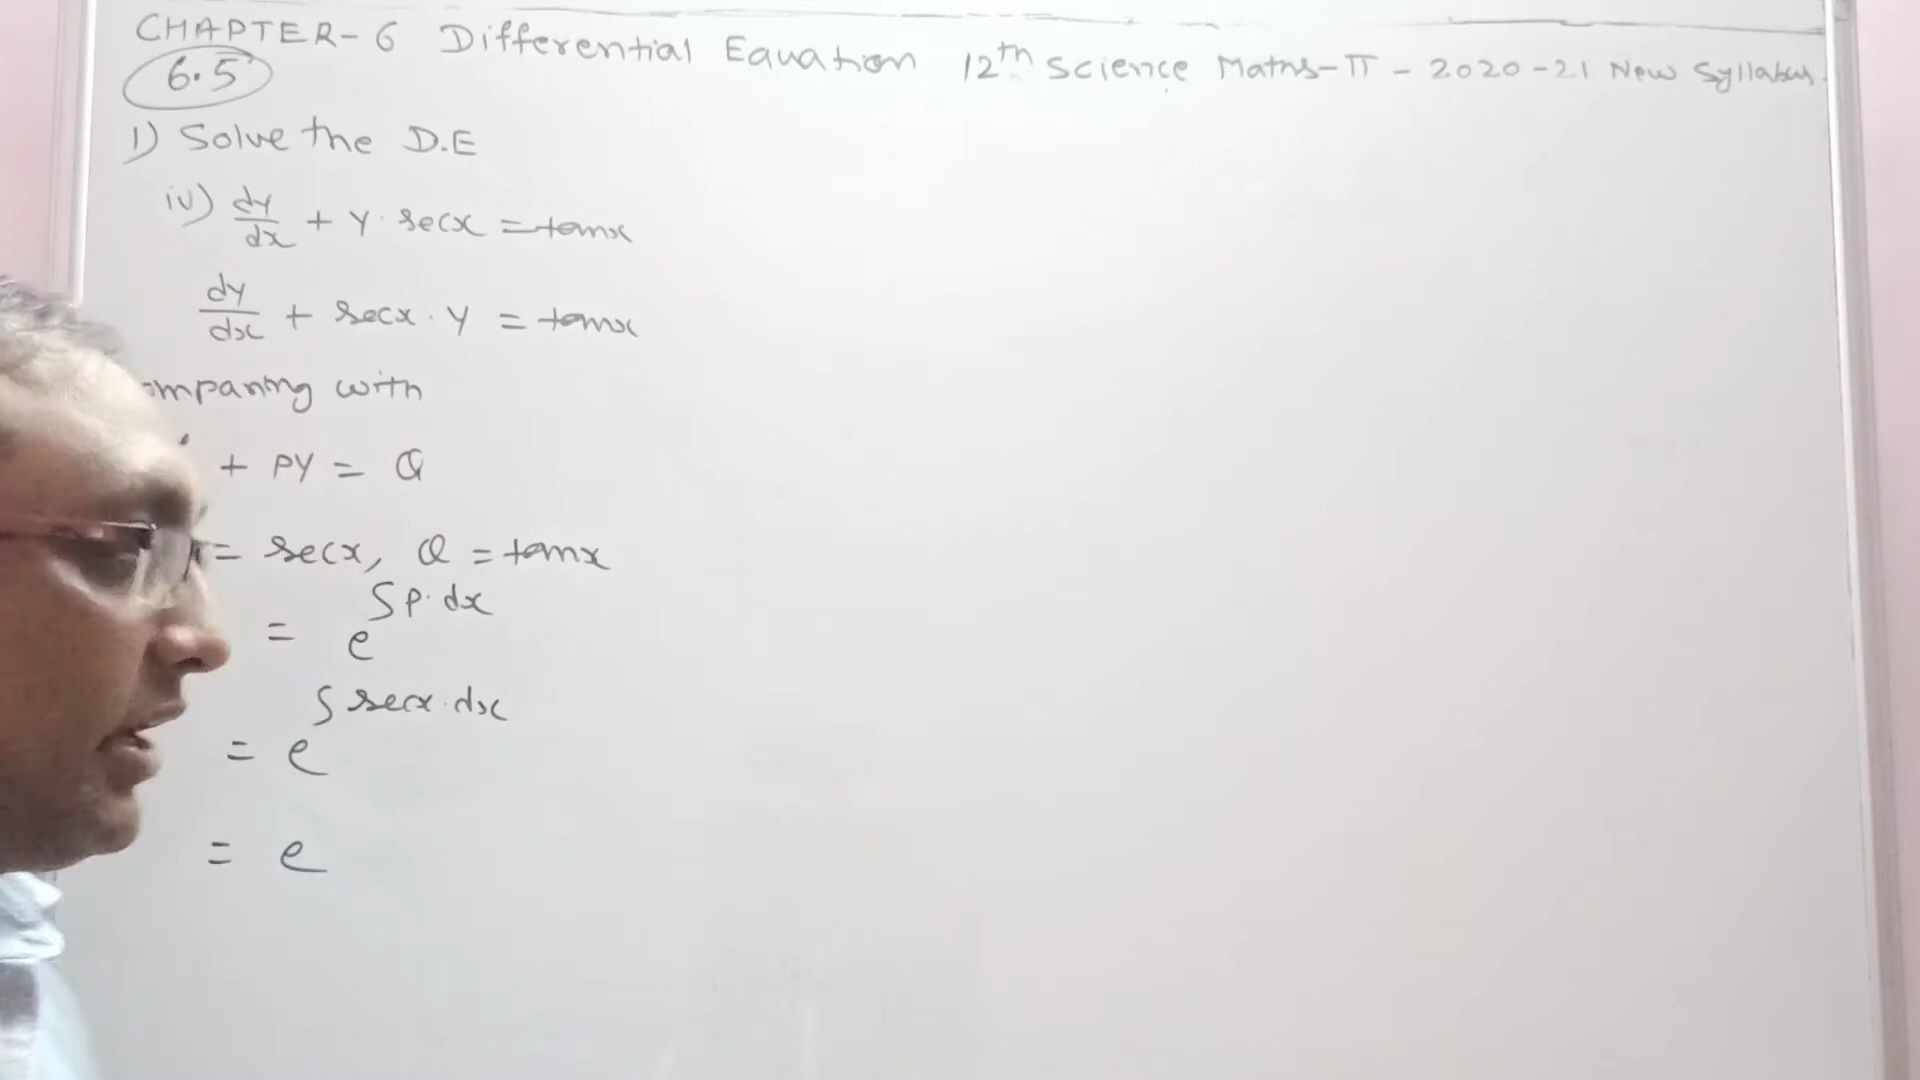 CHAPTER-6 Differential Equation 12th Science Maths-II - 2020-21 New Syllabus.
6.5
1) Solve the D.E
iv) dy/dx + y · secx = tanx
dy/dx + secx · y = tanx
omparing with
+ py = Q
= secx, Q = tanx
= e^∫p·dx
= e^∫secx·dx
= e